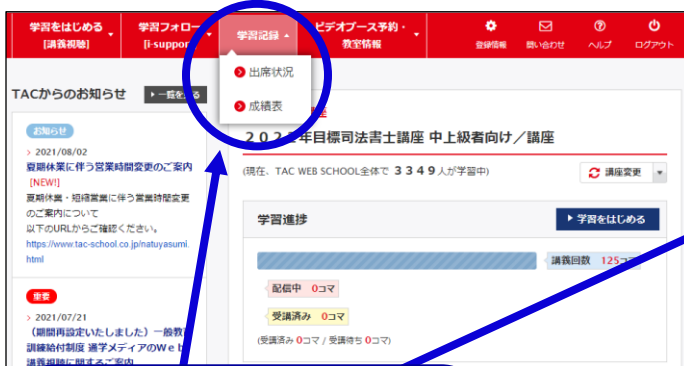 学習をはじめる
[講義視聴]
学習フォロー
[i-suppor
学習記録
ビデオブース予約・
教室情報
登録情報
問い合わせ
ヘルプ
ログアウト
出席状況
成績表
TACからのお知らせ
お知らせ
> 2021/08/02
夏期休業に伴う営業時間変更のご案内
[NEW!]
夏期休業・短縮営業に伴う営業時間変更
のご案内について
以下のURLからご確認ください。
https://www.tac-school.co.jp/natuyasumi.
html
重要
> 2021/07/21
(期間再設定いたしました)一般教育
訓練給付制度 通学メディアのWeb
講義視聴に関するご案内
年目標司法書士講座 中上級者向け/講座
(現在、TAC WEB SCHOOL全体で 3349人が学習中)
講座変更
学習進捗
学習をはじめる
講義回数 125コマ
配信中 0コマ
受講済み 0コマ
(受講済み 0コマ / 受講待ち 0コマ)